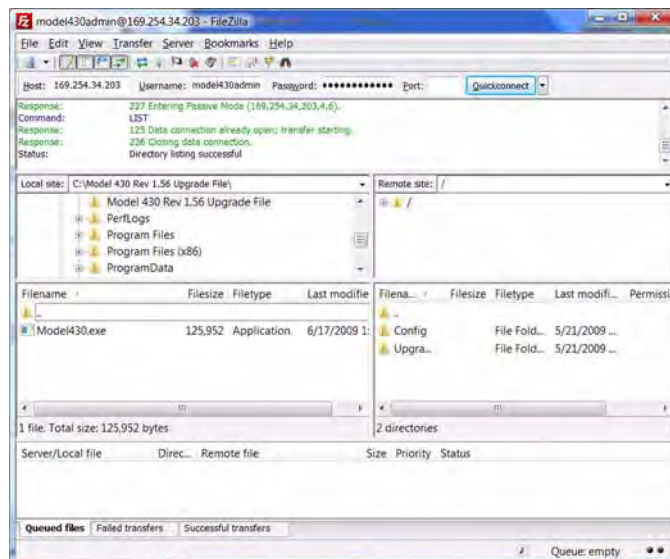 model430admin@169.254.34.203 - FileZilla
File Edit View Transfer Server Bookmarks Help
Host: 169.254.34.203 Username: model430admin Password: ●●●●●●●●●●●● Port: Quickconnect
Response: 227 Entering Passive Mode (169,254,34,203,4,6).
Command: LIST
Response: 125 Data connection already open; transfer starting.
Response: 226 Closing data connection.
Status: Directory listing successful
Local site: C:\Model 430 Rev 1.56 Upgrade File\ Remote site: /
Model 430 Rev 1.56 Upgrade File /
PerfLogs
Program Files
Program Files (x86)
ProgramData
Filename Filesize Filetype Last modifie Filena... Filesize Filetype Last modifi... Permissi
.. ..
Model430.exe 125,952 Application 6/17/2009 1: Config File Fold... 5/21/2009 ...
Upgra... File Fold... 5/21/2009 ...
1 file. Total size: 125,952 bytes 2 directories
Server/Local file Direc... Remote file Size Priority Status
Queued files Failed transfers Successful transfers
Queue: empty